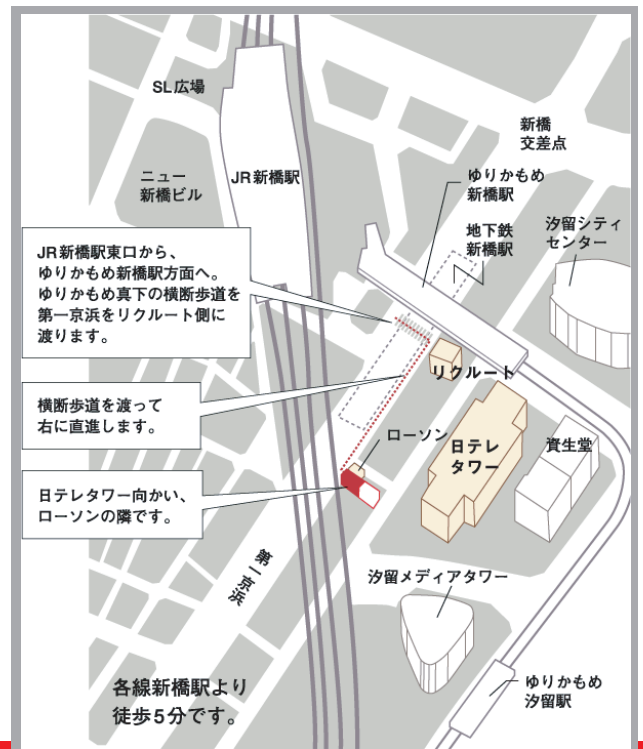 SL広場
新橋
交差点
ニュー
新橋ビル
JR新橋駅
ゆりかもめ
新橋駅
地下鉄
新橋駅
汐留シティ
センター
JR新橋駅東口から、
ゆりかもめ新橋駅方面へ。
ゆりかもめ真下の横断歩道を
第一京浜をリクルート側に
渡ります。
リクルート
横断歩道を渡って
右に直進します。
ローソン
日テレ
タワー
資生堂
日テレタワー向かい、
ローソンの隣です。
第一京浜
汐留メディアタワー
各線新橋駅より
徒歩5分です。
ゆりかもめ
汐留駅